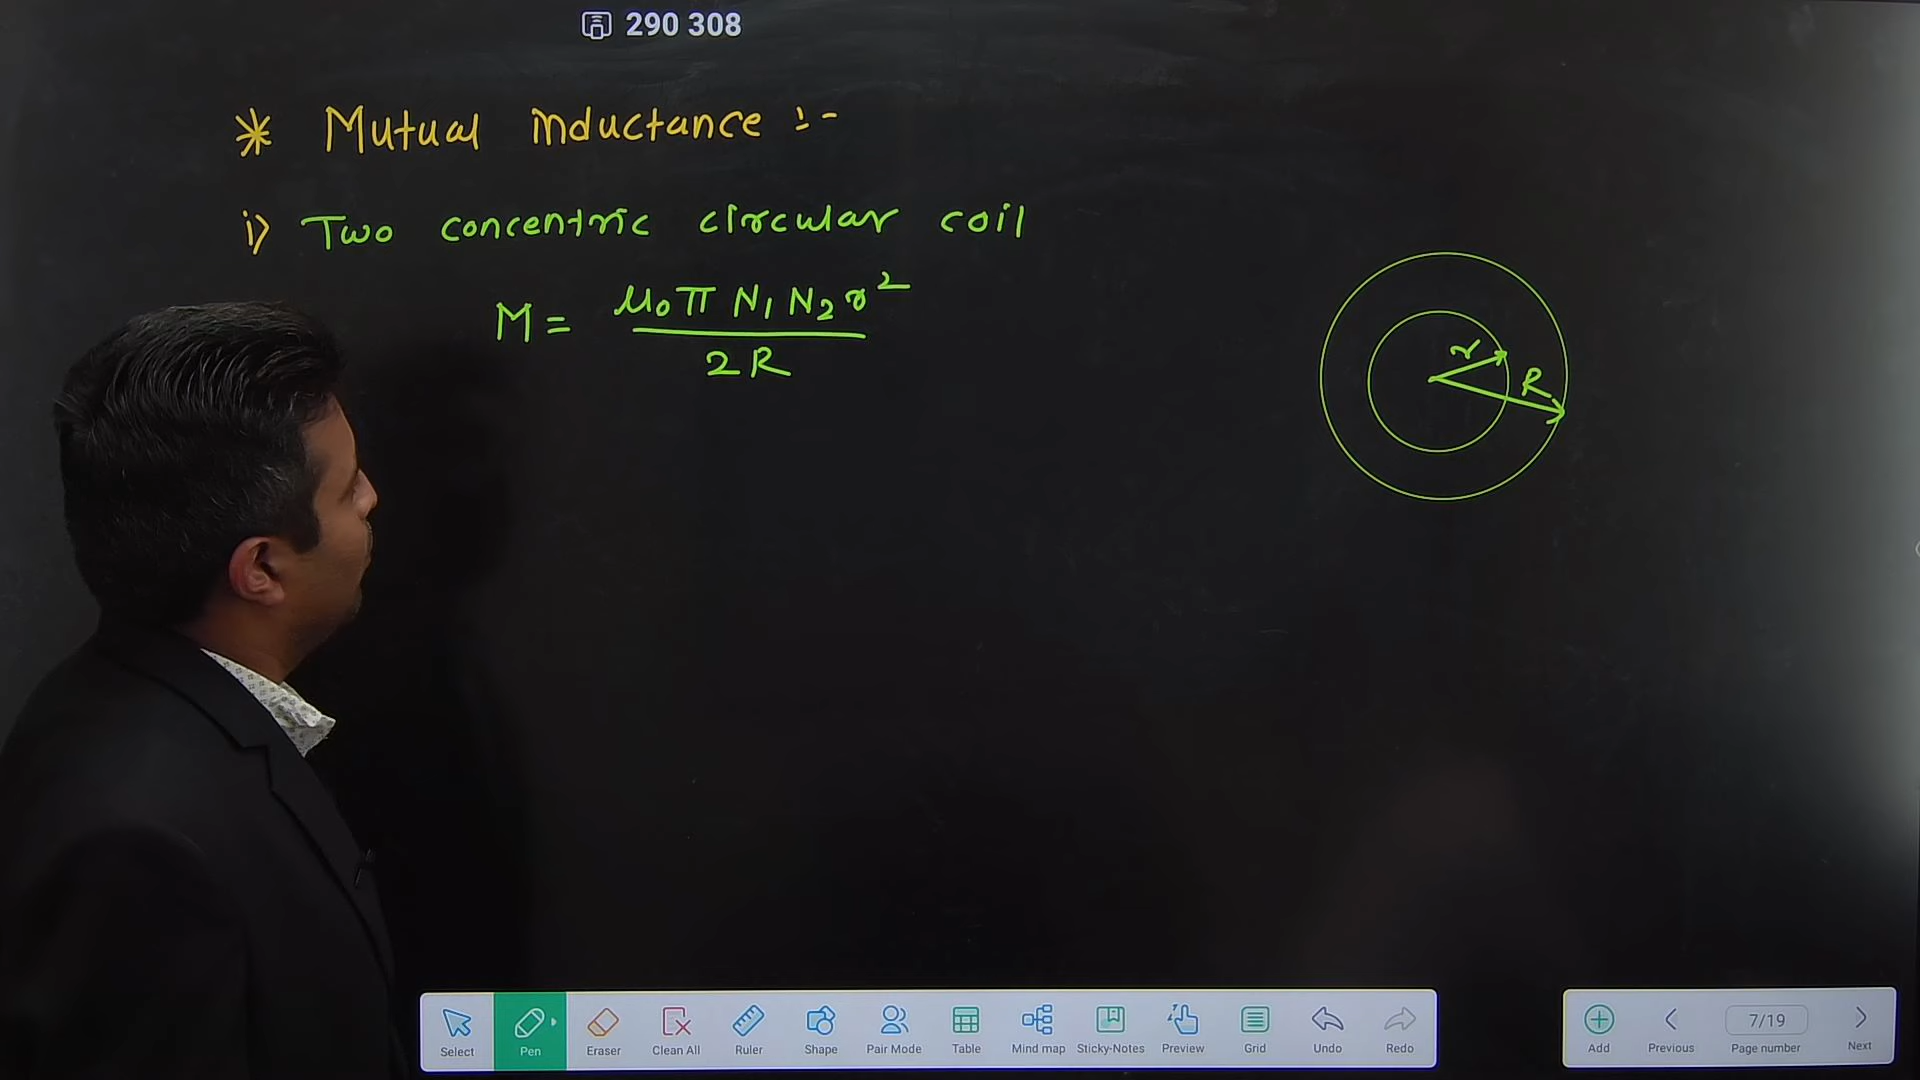 290 308
* Mutual inductance :-
i) Two concentric circular coil
M = μ₀ π N₁ N₂ r²
2R
r
R
Select Pen Eraser Clean All Ruler Shape Pair Mode Table Mind map Sticky-Notes Preview Grid Undo Redo
Add Previous 7/19 Page number Next